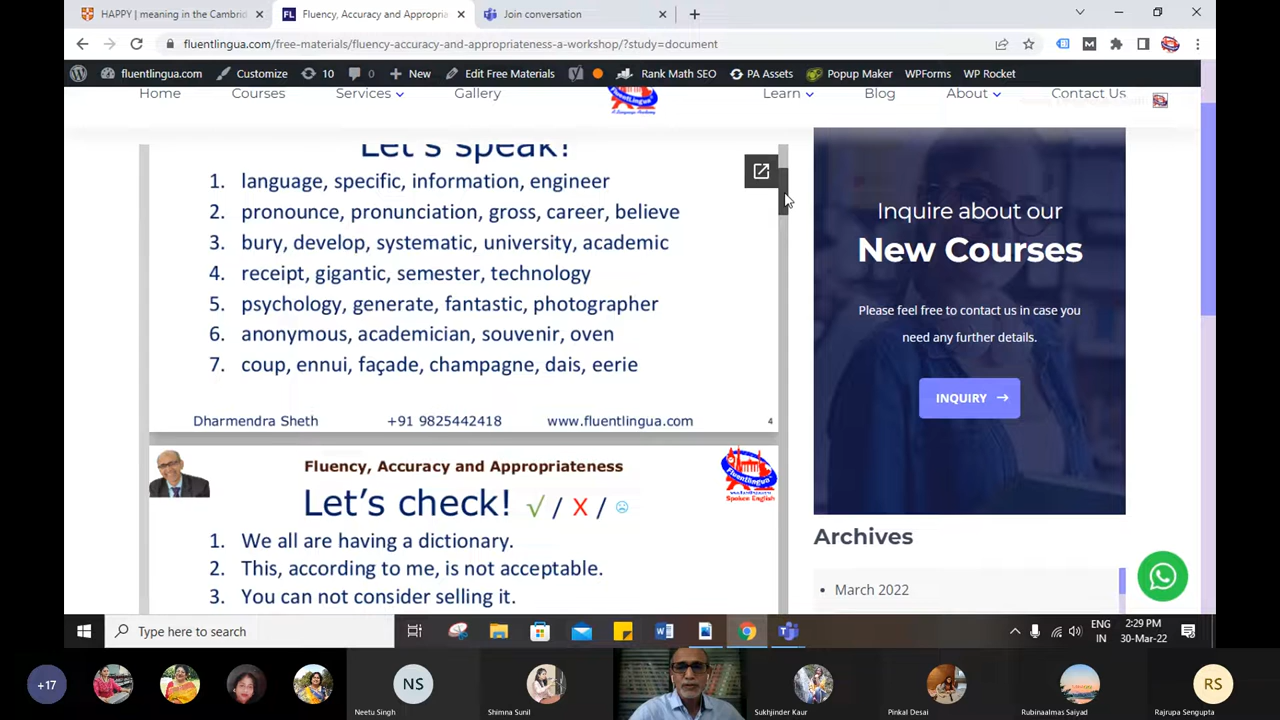 HAPPY | meaning in the Cambrid
Fluency, Accuracy and Appropria
Join conversation
fluentlingua.com/free-materials/fluency-accuracy-and-appropriateness-a-workshop/?study=document
fluentlingua.com Customize 10 0 New Edit Free Materials Rank Math SEO PA Assets Popup Maker WPForms WP Rocket
Home Courses Services Gallery Learn Blog About Contact Us
Let's speak!
1. language, specific, information, engineer
2. pronounce, pronunciation, gross, career, believe
3. bury, develop, systematic, university, academic
4. receipt, gigantic, semester, technology
5. psychology, generate, fantastic, photographer
6. anonymous, academician, souvenir, oven
7. coup, ennui, façade, champagne, dais, eerie
Dharmendra Sheth +91 9825442418 www.fluentlingua.com 4
Fluency, Accuracy and Appropriateness
Fluentlingua
Spoken English
Let's check! √ / X / ☹
1. We all are having a dictionary.
2. This, according to me, is not acceptable.
3. You can not consider selling it.
Inquire about our
New Courses
Please feel free to contact us in case you
need any further details.
INQUIRY →
Archives
March 2022
Type here to search
ENG
IN
2:29 PM
30-Mar-22
+17
NS
Neetu Singh
Shimna Sunil
Sukhjinder Kaur
Pinkal Desai
Rubinaalmas Saiyad
RS
Rajrupa Sengupta